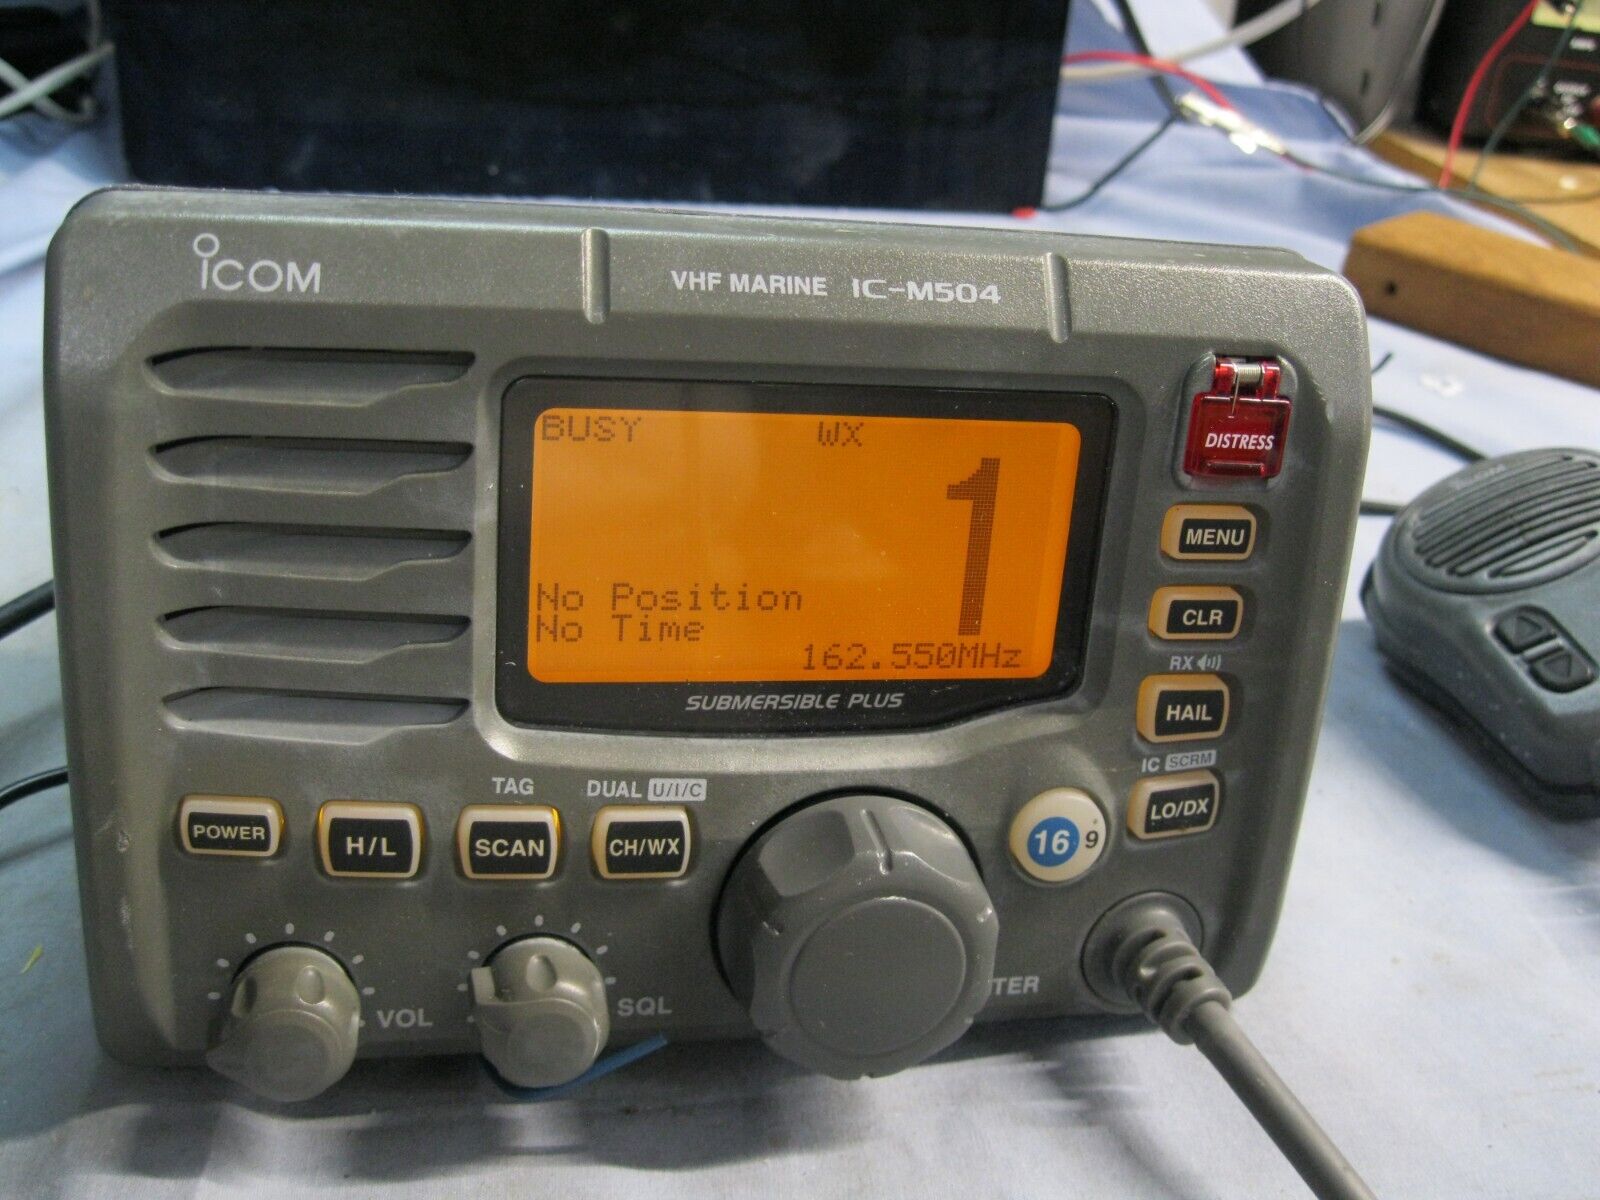 ICOM
VHF MARINE IC-M504
DISTRESS
BUSY WX
1
No Position
No Time
162.550MHz
SUBMERSIBLE PLUS
MENU
CLR
RX
HAIL
IC SCRM
LO/DX
TAG
DUAL U/I/C
POWER
H/L
SCAN
CH/WX
16 9
VOL
SQL